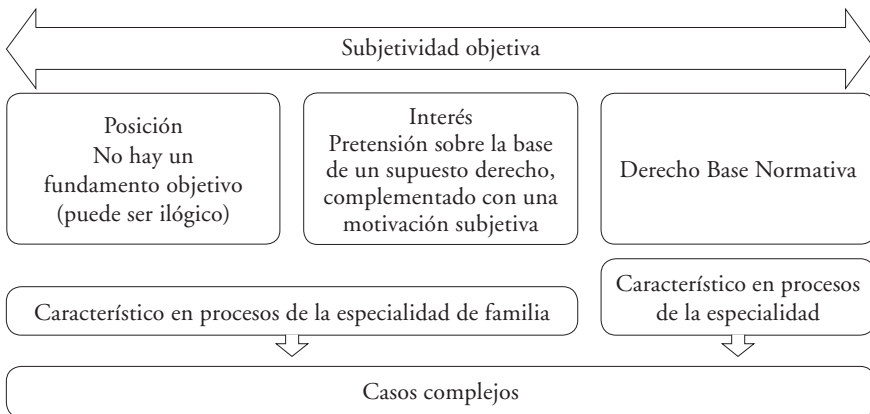 Subjetividad objetiva
Posición
No hay un
fundamento objetivo
(puede ser ilógico)
Interés
Pretensión sobre la base
de un supuesto derecho,
complementado con una
motivación subjetiva
Derecho Base Normativa
Característico en procesos de la especialidad de familia
Característico en procesos
de la especialidad
Casos complejos